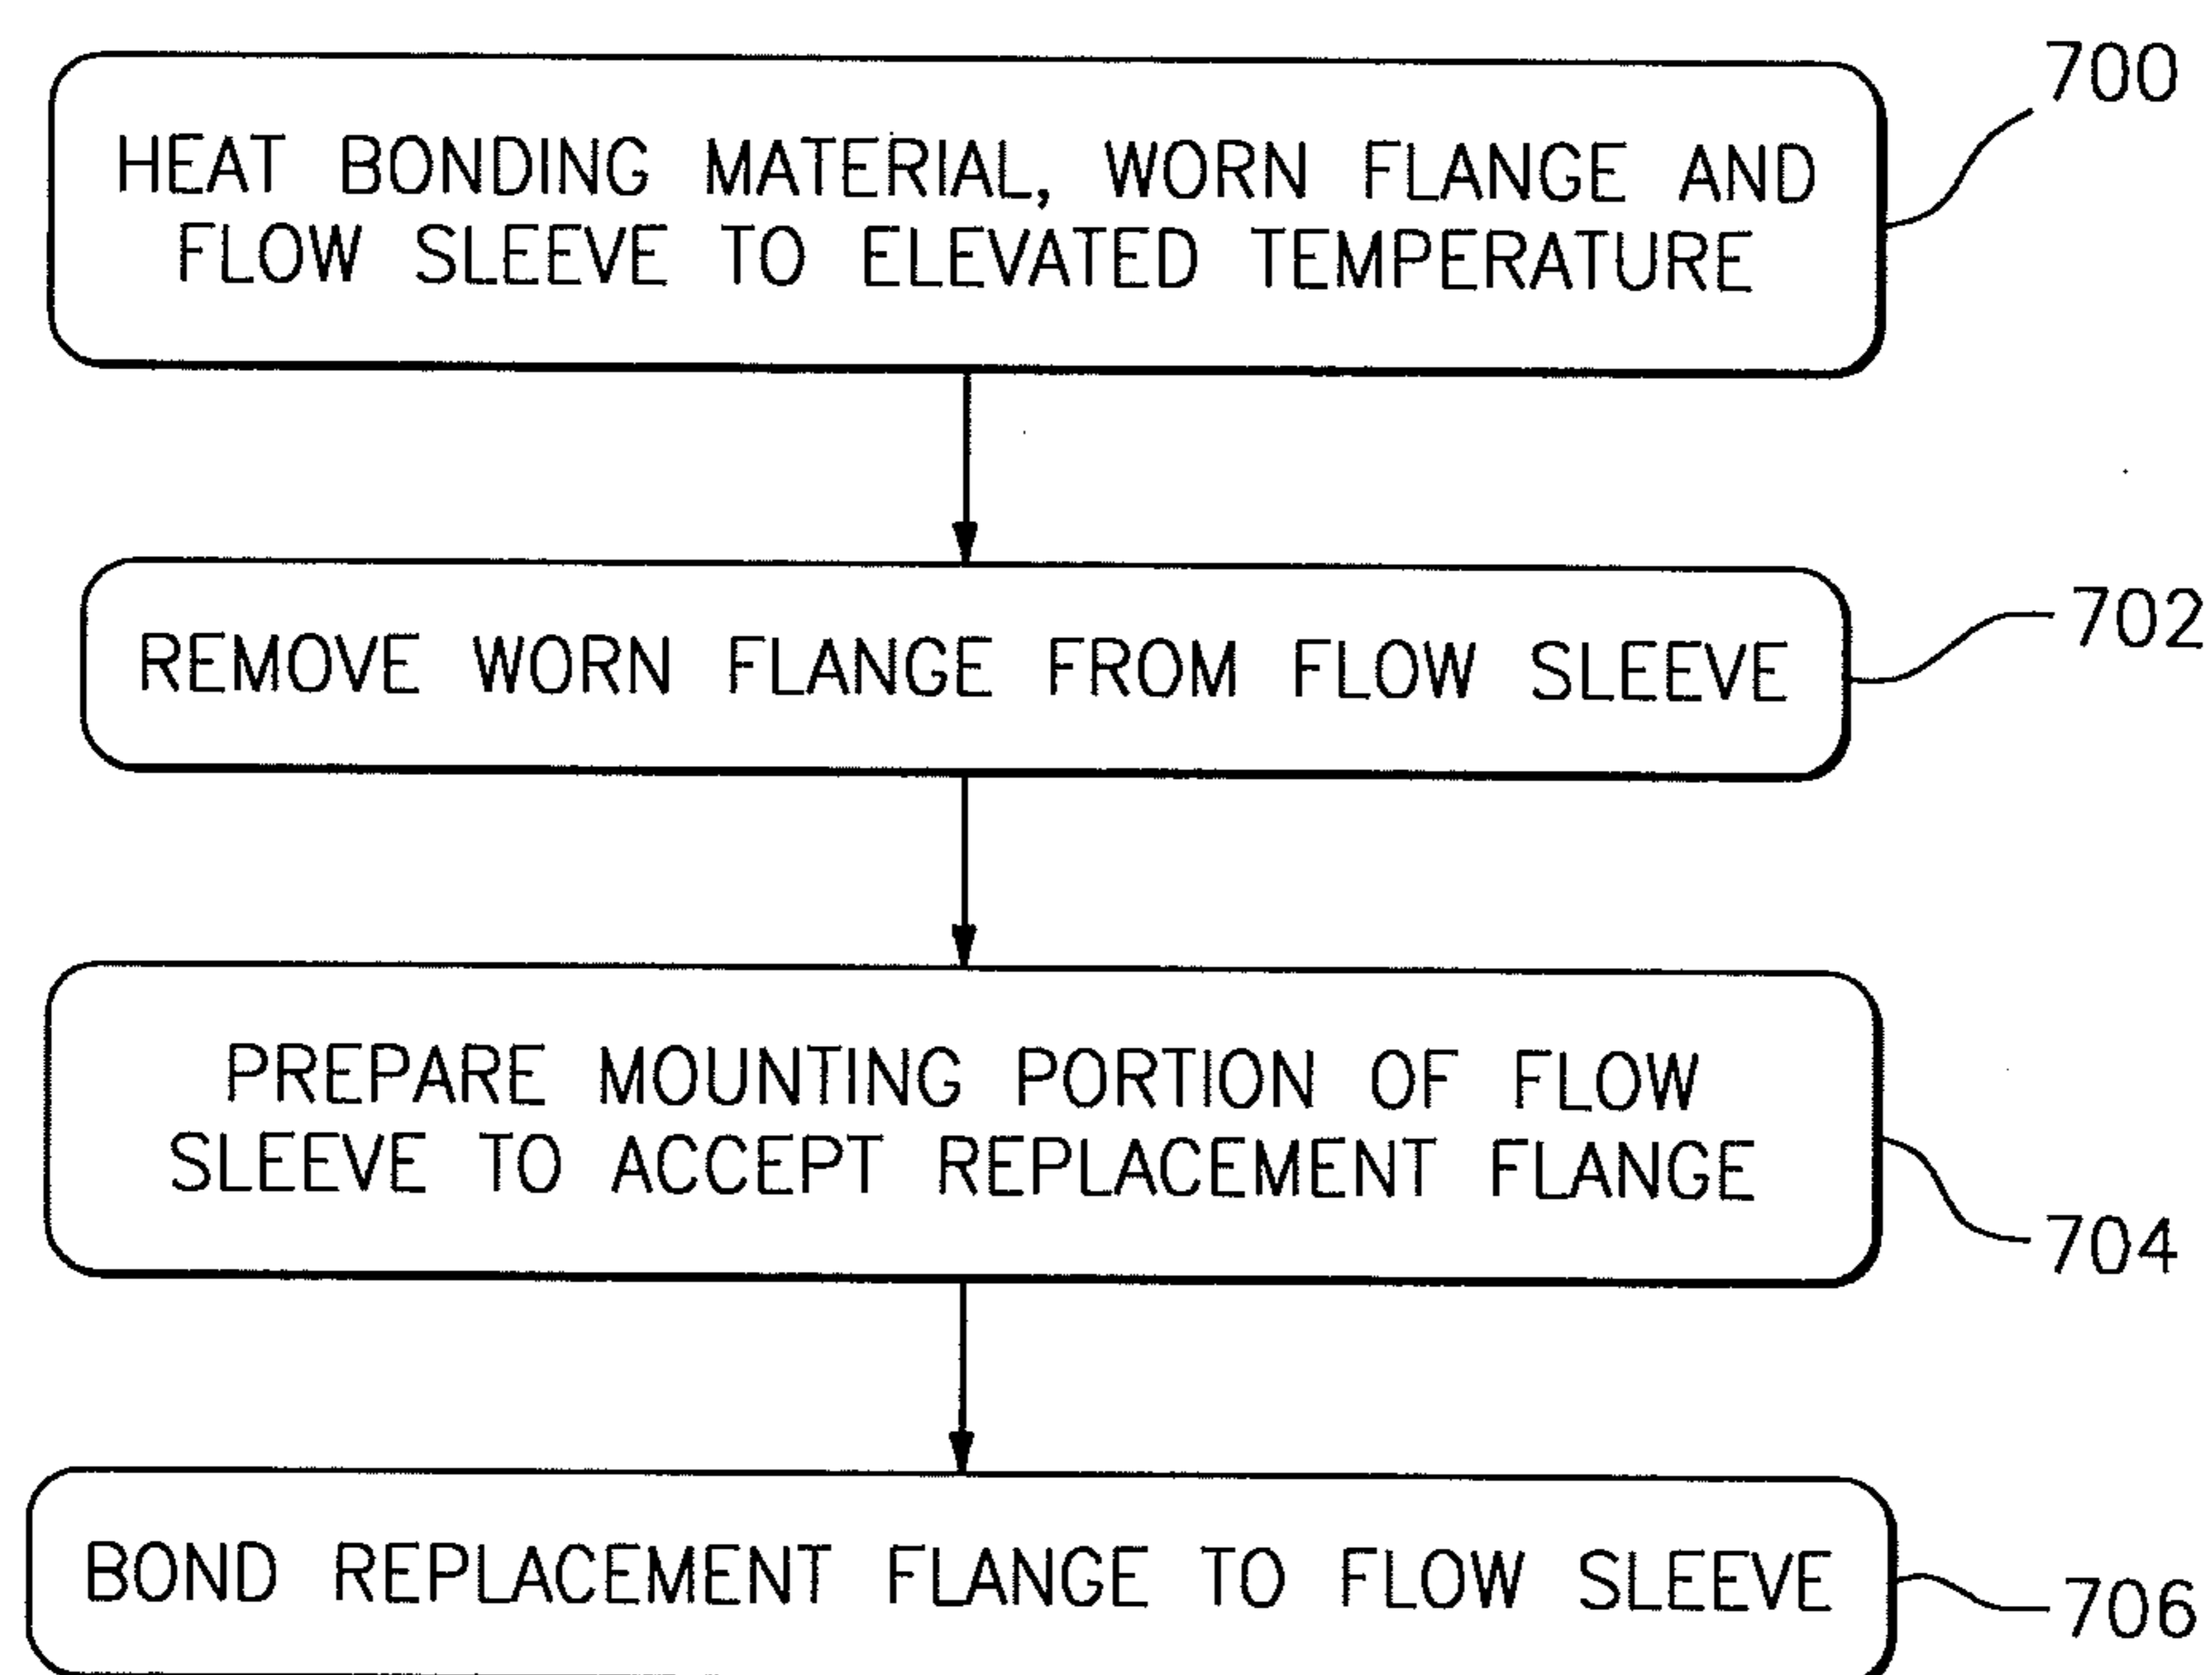 700
HEAT BONDING MATERIAL, WORN FLANGE AND
FLOW SLEEVE TO ELEVATED TEMPERATURE
702
REMOVE WORN FLANGE FROM FLOW SLEEVE
PREPARE MOUNTING PORTION OF FLOW
SLEEVE TO ACCEPT REPLACEMENT FLANGE
704
BOND REPLACEMENT FLANGE TO FLOW SLEEVE
706